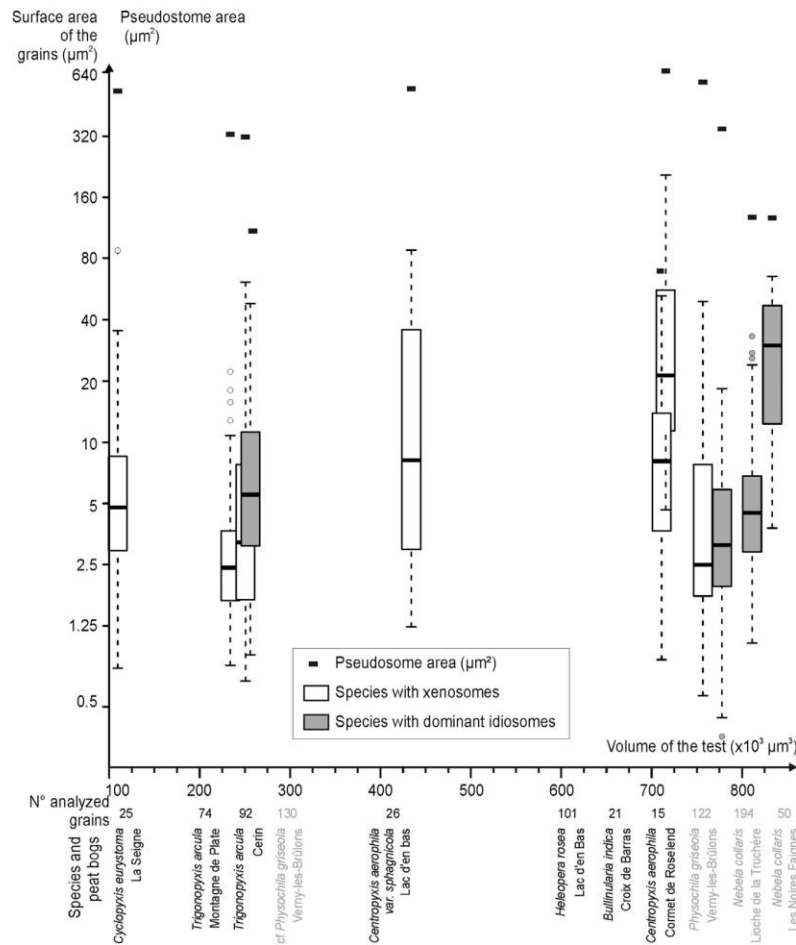 Surface area of the grains (µm²)
Pseudostome area (µm²)
640
320
160
80
40
20
10
5
2.5
1.25
0.5
Pseudosome area (µm²)
Species with xenosomes
Species with dominant idiosomes
Volume of the test (x10³ µm³)
100 200 300 400 500 600 700 800
N° analyzed grains
25 74 92 130 26 101 21 15 122 194 50
Species and peat bogs
Cyclopyxis eurystoma
La Seigne
Trigonopyxis arcula
Montagne de Plate
Trigonopyxis arcula
Cerin
cf Physochila griseola
Verny-les-Brûlons
Centropyxis aerophila
var. sphagnicola
Lac d'en bas
Heleopera rosea
Lac d'en Bas
Bullinularia indica
Croix de Barras
Centropyxis aerophila
Cormet de Roselend
Physochila griseola
Verny-les-Brûlons
Nebela collaris
Lioche de la Truchère
Nebela collaris
Les Noires Faignes